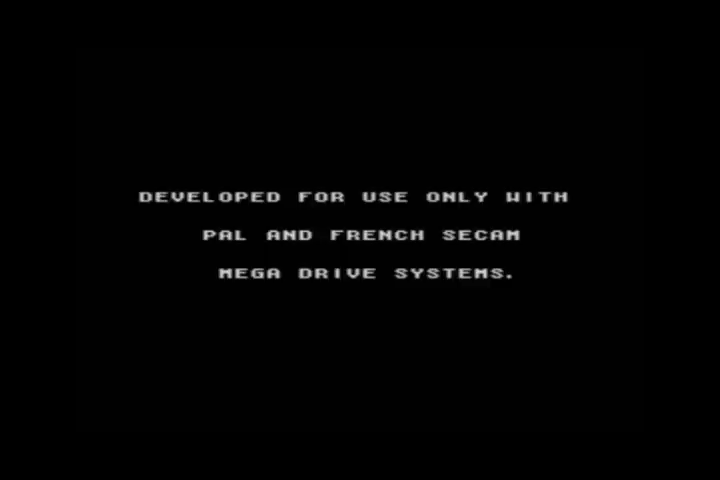 DEVELOPED FOR USE ONLY WITH
PAL AND FRENCH SECAM
MEGA DRIVE SYSTEMS.